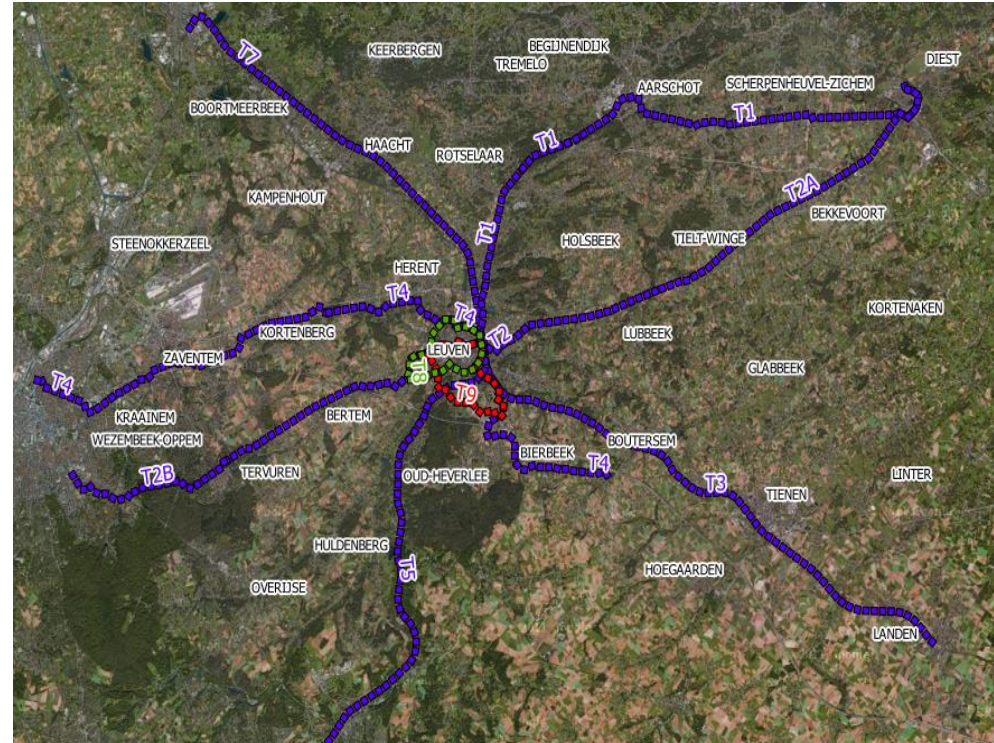 T7
KEERBERGEN
BEGIJNENDIJK
TREMELO
DIEST
AARSCHOT
SCHERPENHEUVEL-ZICHEM
BOORTMEERBEEK
T1
T1
HAACHT
ROTSELAAR
T2A
KAMPENHOUT
BEKKEVOORT
T1
STEENOKKERZEEL
HOLSBEEK
TIELT-WINGE
HERENT
T4
T4
KORTENAKEN
KORTENBERG
T2
LUBBEEK
LEUVEN
ZAVENTEM
GLABBEEK
T8
T4
T9
KRAAINEM
BERTEM
WEZEMBEEK-OPPEM
BOUTERSEM
BIERBEEK
T4
T2B
TERVUREN
OUD-HEVERLEE
LINTER
T3
TIENEN
HULDENBERG
T5
HOEGAARDEN
OVERIJSE
LANDEN